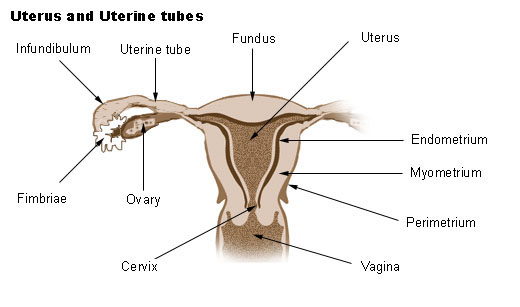 Uterus and Uterine tubes
Infundibulum
Uterine tube
Fundus
Uterus
Endometrium
Myometrium
Perimetrium
Fimbriae
Ovary
Cervix
Vagina